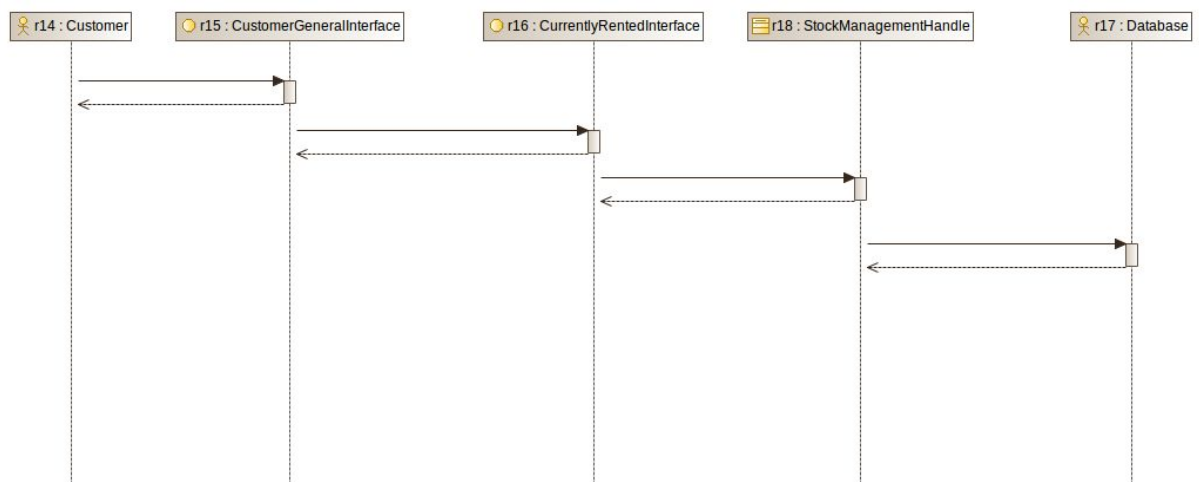 r14 : Customer
r15 : CustomerGeneralInterface
r16 : CurrentlyRentedInterface
r18 : StockManagementHandle
r17 : Database